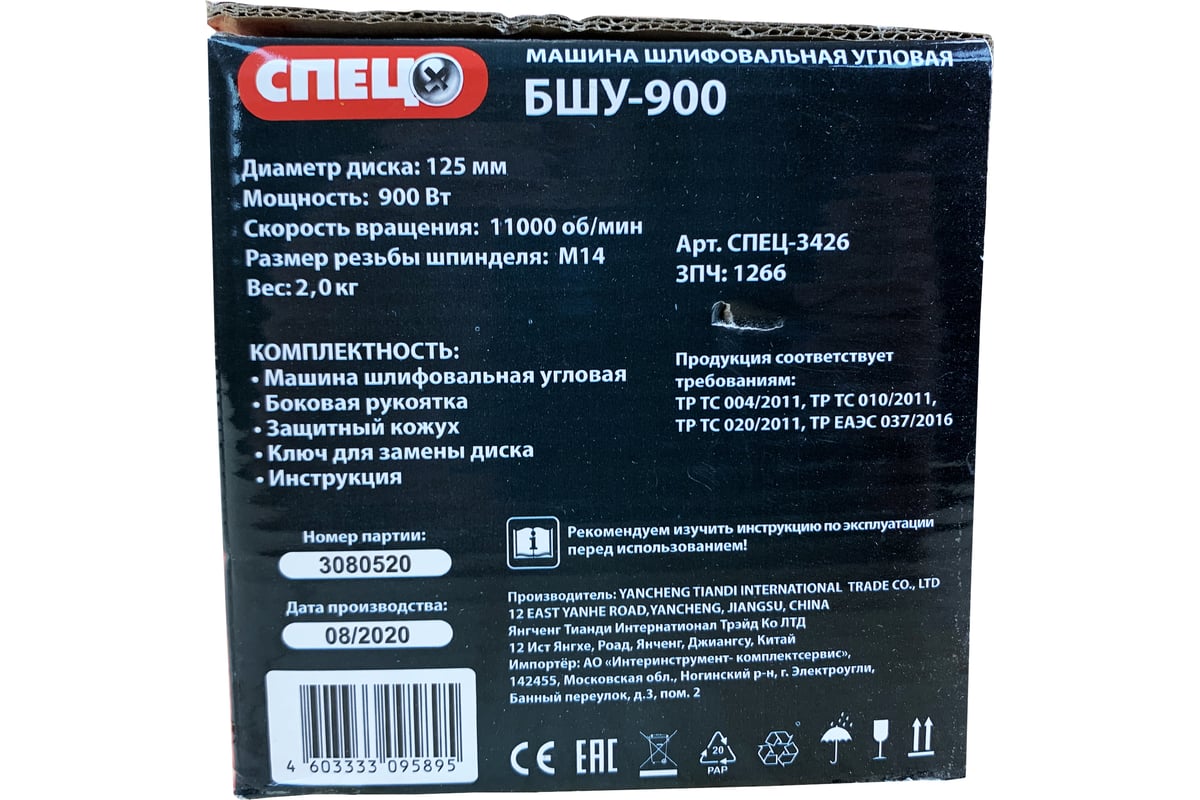 СПЕЦ
МАШИНА ШЛИФОВАЛЬНАЯ УГЛОВАЯ
БШУ-900
Диаметр диска: 125 мм
Мощность: 900 Вт
Скорость вращения: 11000 об/мин
Размер резьбы шпинделя: М14
Вес: 2,0 кг
Арт. СПЕЦ-3426
ЗПЧ: 1266
КОМПЛЕКТНОСТЬ:
• Машина шлифовальная угловая
• Боковая рукоятка
• Защитный кожух
• Ключ для замены диска
• Инструкция
Продукция соответствует
требованиям:
ТР ТС 004/2011, ТР ТС 010/2011,
ТР ТС 020/2011, ТР ЕАЭС 037/2016
Номер партии:
3080520
Дата производства:
08/2020
4 603333 095895
Рекомендуем изучить инструкцию по эксплуатации
перед использованием!
Производитель: YANCHENG TIANDI INTERNATIONAL TRADE CO., LTD
12 EAST YANHE ROAD,YANCHENG, JIANGSU, CHINA
Янгченг Тианди Интернатионал Трэйд Ко ЛТД
12 Ист Янгхе, Роад, Янченг, Джиангсу, Китай
Импортёр: АО «Интеринструмент- комплектсервис»,
142455, Московская обл., Ногинский р-н, г. Электроугли,
Банный переулок, д.3, пом. 2
CE EAC
20
PAP